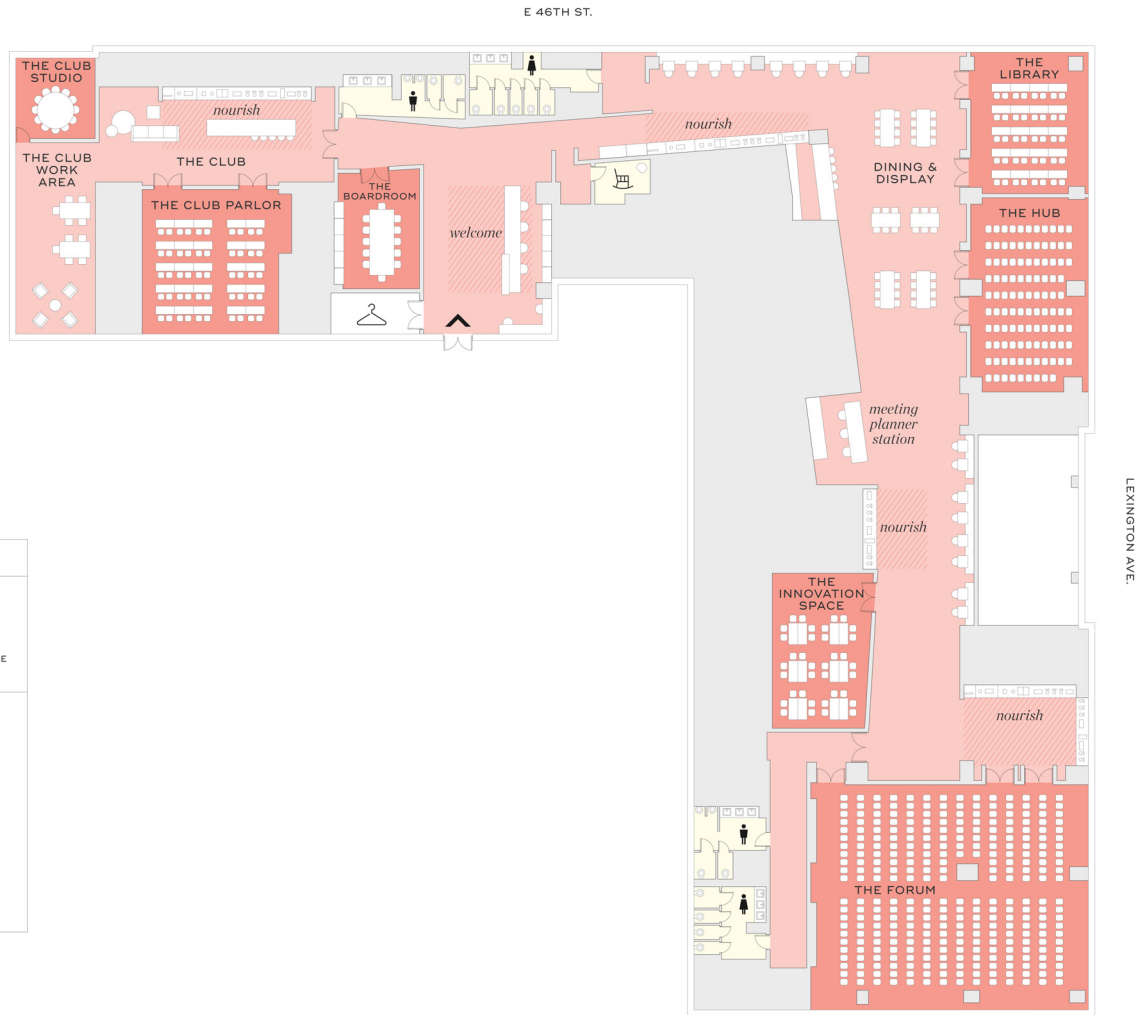 E 46TH ST.
THE CLUB
STUDIO
nourish
THE CLUB
WORK
AREA
THE CLUB
THE CLUB PARLOR
THE
BOARDROOM
welcome
nourish
DINING &
DISPLAY
THE
LIBRARY
THE HUB
meeting
planner
station
nourish
LEXINGTON AVE.
THE
INNOVATION
SPACE
E
nourish
THE FORUM